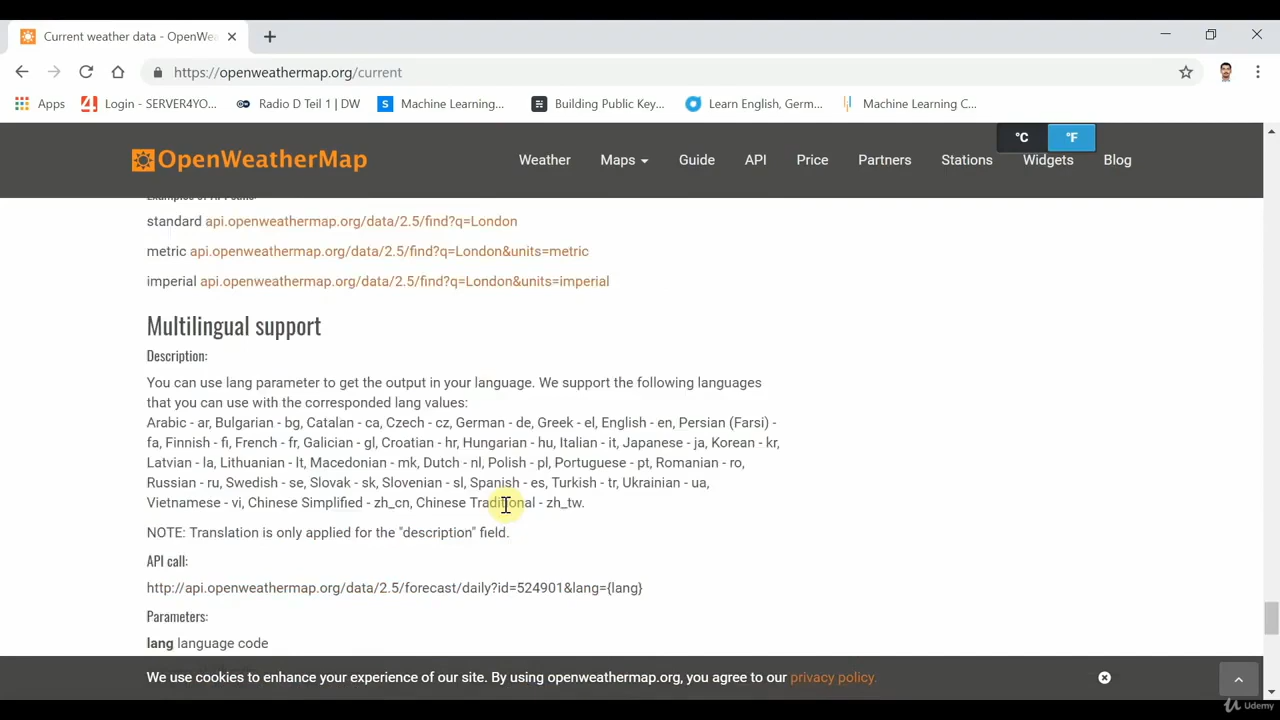 Current weather data - OpenWea
https://openweathermap.org/current
Apps
Login - SERVER4YO...
Radio D Teil 1 | DW
S
Machine Learning...
Building Public Key...
Learn English, Germ...
Machine Learning C...
°C
°F
OpenWeatherMap
Weather
Maps
Guide
API
Price
Partners
Stations
Widgets
Blog
Examples of API calls:
standard api.openweathermap.org/data/2.5/find?q=London
metric api.openweathermap.org/data/2.5/find?q=London&units=metric
imperial api.openweathermap.org/data/2.5/find?q=London&units=imperial
Multilingual support
Description:
You can use lang parameter to get the output in your language. We support the following languages
that you can use with the corresponded lang values:
Arabic - ar, Bulgarian - bg, Catalan - ca, Czech - cz, German - de, Greek - el, English - en, Persian (Farsi) -
fa, Finnish - fi, French - fr, Galician - gl, Croatian - hr, Hungarian - hu, Italian - it, Japanese - ja, Korean - kr,
Latvian - la, Lithuanian - lt, Macedonian - mk, Dutch - nl, Polish - pl, Portuguese - pt, Romanian - ro,
Russian - ru, Swedish - se, Slovak - sk, Slovenian - sl, Spanish - es, Turkish - tr, Ukrainian - ua,
Vietnamese - vi, Chinese Simplified - zh_cn, Chinese Traditional - zh_tw.
NOTE: Translation is only applied for the "description" field.
API call:
http://api.openweathermap.org/data/2.5/forecast/daily?id=524901&lang={lang}
Parameters:
lang language code
We use cookies to enhance your experience of our site. By using openweathermap.org, you agree to our privacy policy.
Udemy